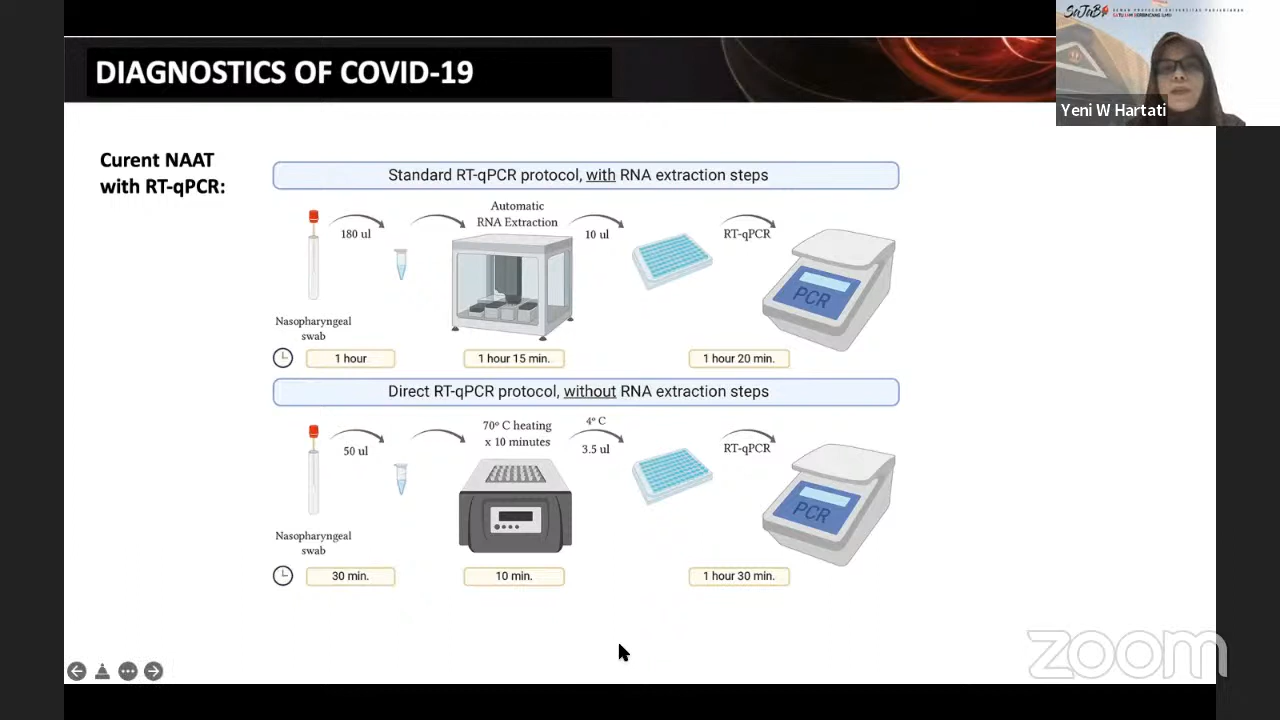 DIAGNOSTICS OF COVID-19
SaJaBi
Yeni W Hartati
Curent NAAT
with RT-qPCR:
Standard RT-qPCR protocol, with RNA extraction steps
180 ul
Automatic
RNA Extraction
10 ul
RT-qPCR
PCR
Nasopharyngeal
swab
1 hour
1 hour 15 min.
1 hour 20 min.
Direct RT-qPCR protocol, without RNA extraction steps
50 ul
70º C heating
x 10 minutes
4º C
3.5 ul
RT-qPCR
PCR
Nasopharyngeal
swab
30 min.
10 min.
1 hour 30 min.
zoom